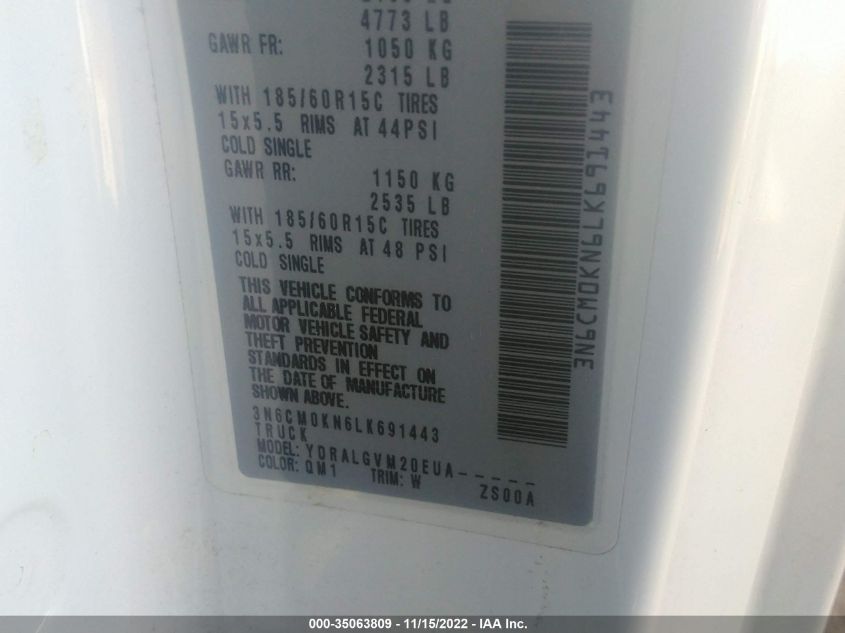 4773 LB
GAWR FR: 1050 KG
2315 LB
WITH 185/60R15C TIRES
15x5.5 RIMS AT 44PSI
COLD SINGLE
GAWR RR: 1150 KG
2535 LB
WITH 185/60R15C TIRES
15x5.5 RIMS AT 48 PSI
COLD SINGLE
THIS VEHICLE CONFORMS TO
ALL APPLICABLE FEDERAL
MOTOR VEHICLE SAFETY AND
THEFT PREVENTION
STANDARDS IN EFFECT ON
THE DATE OF MANUFACTURE
SHOWN ABOVE.
3N6CM0KN6LK691443
TRUCK
MODEL: YDRALGVM20EUA-----
COLOR: QM1 TRIM: W ZS00A
3N6CM0KN6LK691443
000-35063809 — 11/15/2022 — IAA Inc.